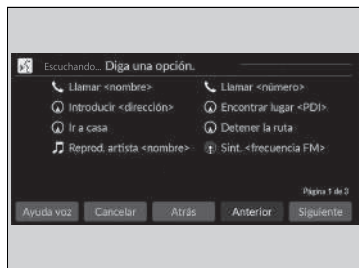 Escuchando... Diga una opción.
Llamar <nombre>
Llamar <número>
Introducir <dirección>
Encontrar lugar <PDI>
Ir a casa
Detener la ruta
Reprod. artista <nombre>
Sint. <frecuencia FM>
Página 1 de 3
Ayuda voz Cancelar Atrás Anterior Siguiente